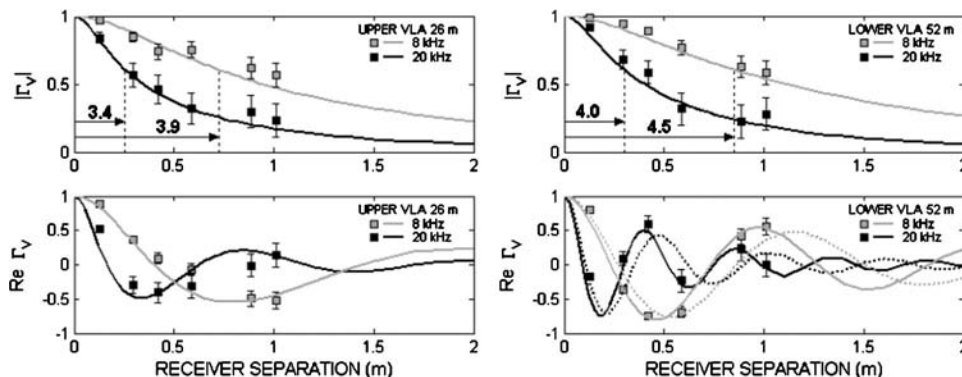 UPPER VLA 26 m
8 kHz
20 kHz
1
0.5
0
|Γv|
3.4
3.9
0 0.5 1 1.5 2
LOWER VLA 52 m
8 kHz
20 kHz
1
0.5
0
|Γv|
4.0
4.5
0 0.5 1 1.5 2
UPPER VLA 26 m
8 kHz
20 kHz
1
0.5
0
-0.5
-1
Re Γv
0 0.5 1 1.5 2
RECEIVER SEPARATION (m)
LOWER VLA 52 m
8 kHz
20 kHz
1
0.5
0
-0.5
-1
Re Γv
0 0.5 1 1.5 2
RECEIVER SEPARATION (m)